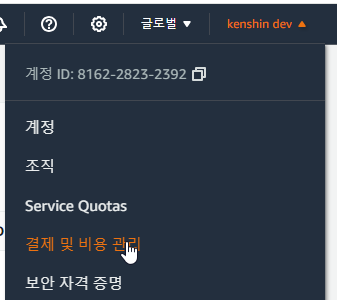 글로벌 ▼ kenshin dev ▲
계정 ID: 8162-2823-2392
계정
조직
Service Quotas
결제 및 비용 관리
보안 자격 증명